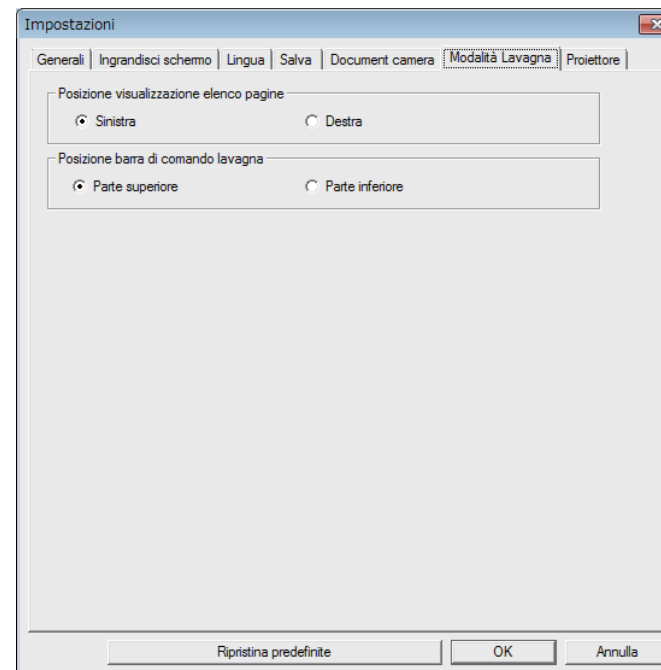 Impostazioni
Generali Ingrandisci schermo Lingua Salva Document camera Modalità Lavagna Proiettore
Posizione visualizzazione elenco pagine
Sinistra Destra
Posizione barra di comando lavagna
Parte superiore Parte inferiore
Ripristina predefinite OK Annulla